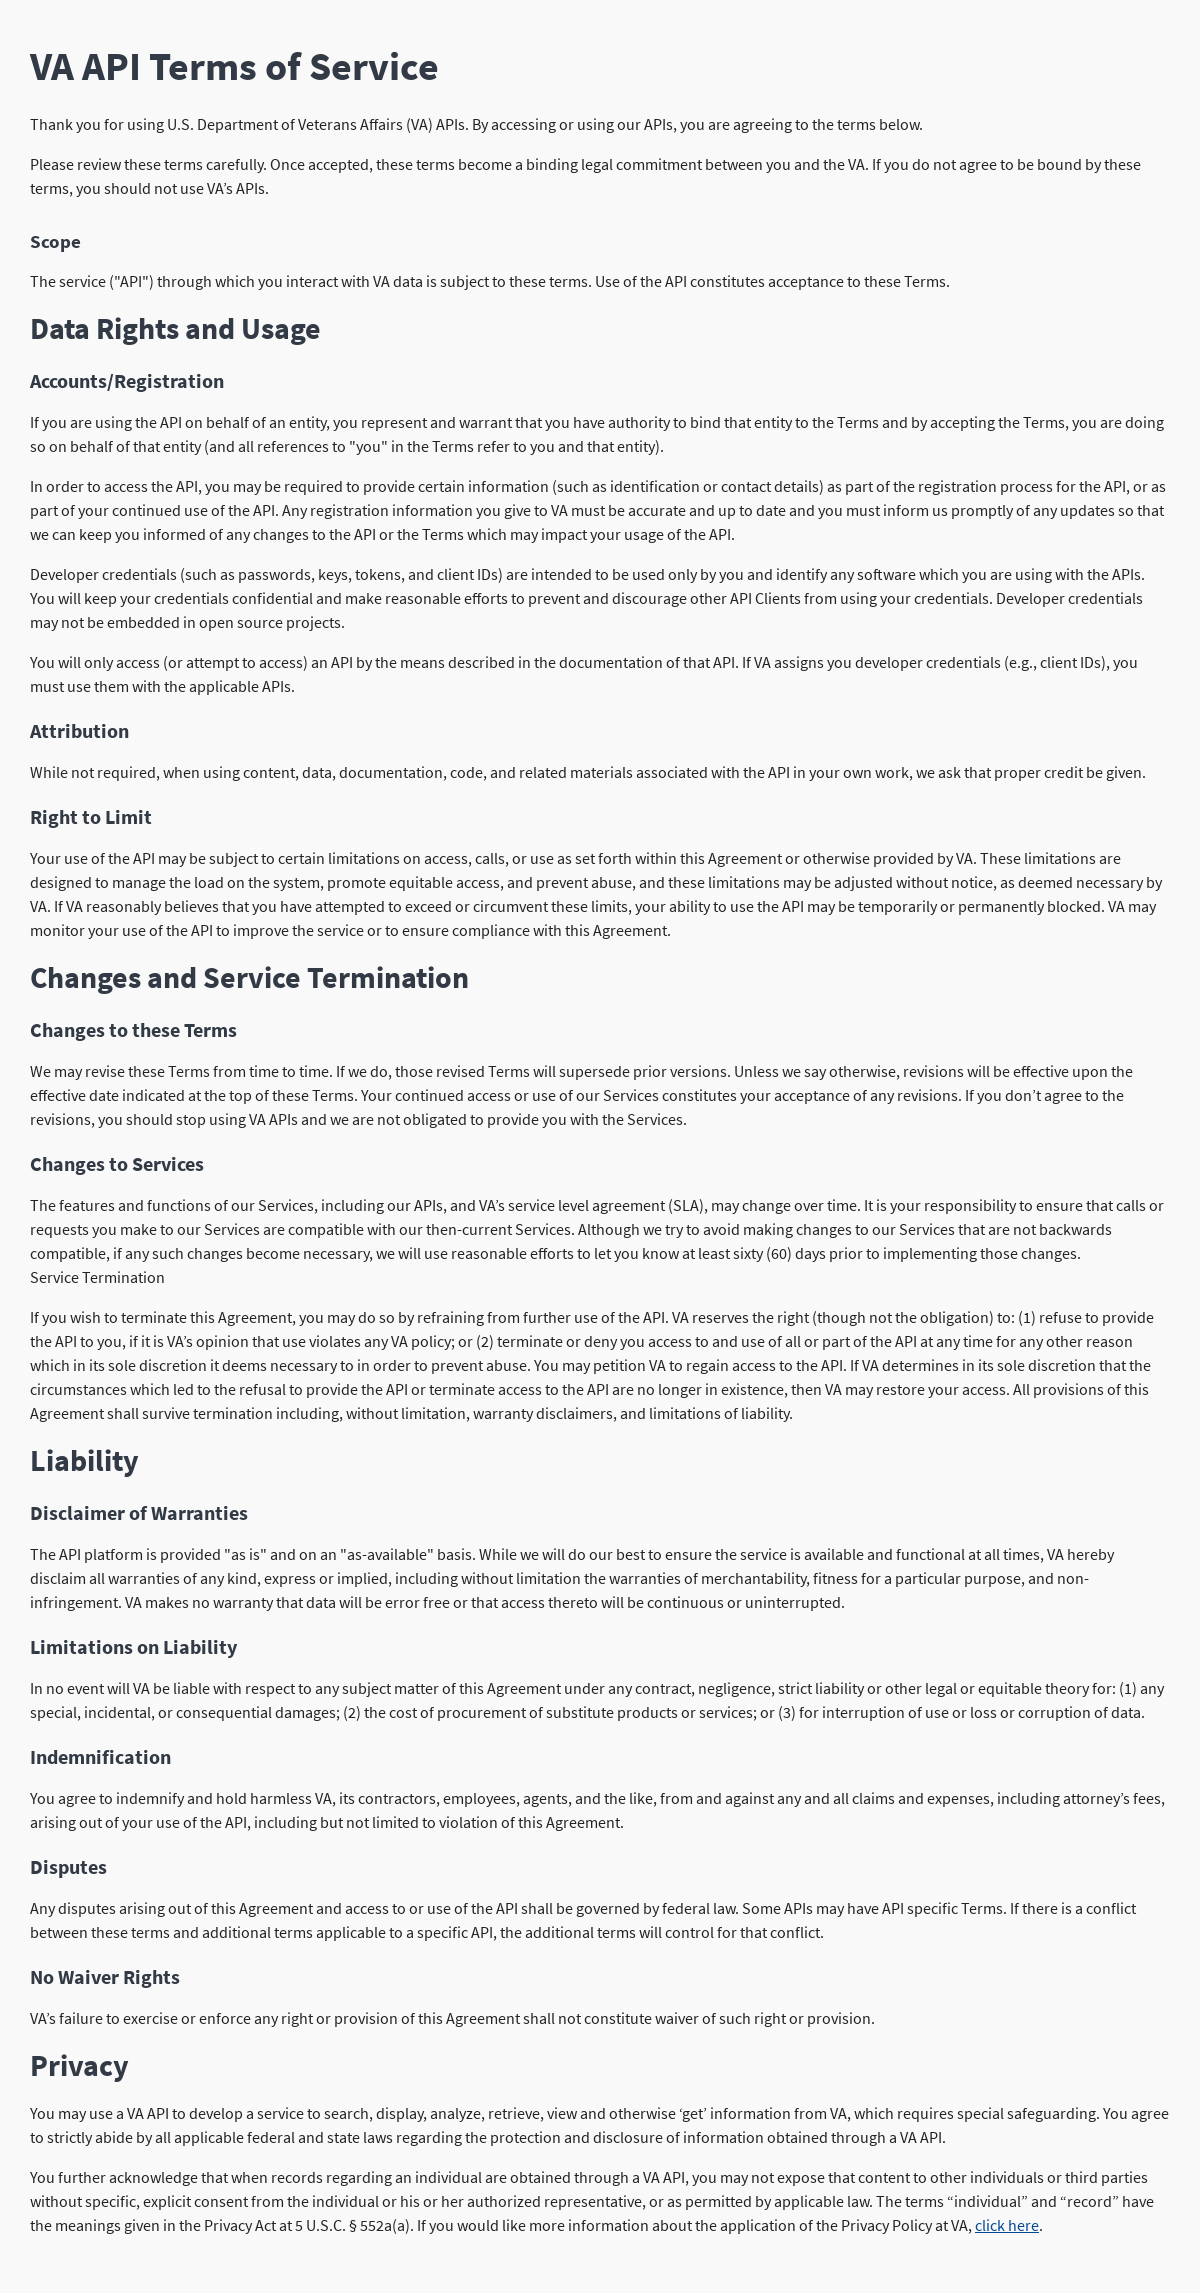 VA API Terms of Service
Thank you for using U.S. Department of Veterans Affairs (VA) APIs. By accessing or using our APIs, you are agreeing to the terms below.
Please review these terms carefully. Once accepted, these terms become a binding legal commitment between you and the VA. If you do not agree to be bound by these
terms, you should not use VA’s APIs.
Scope
The service ("API") through which you interact with VA data is subject to these terms. Use of the API constitutes acceptance to these Terms.
Data Rights and Usage
Accounts/Registration
If you are using the API on behalf of an entity, you represent and warrant that you have authority to bind that entity to the Terms and by accepting the Terms, you are doing
so on behalf of that entity (and all references to "you" in the Terms refer to you and that entity).
In order to access the API, you may be required to provide certain information (such as identification or contact details) as part of the registration process for the API, or as
part of your continued use of the API. Any registration information you give to VA must be accurate and up to date and you must inform us promptly of any updates so that
we can keep you informed of any changes to the API or the Terms which may impact your usage of the API.
Developer credentials (such as passwords, keys, tokens, and client IDs) are intended to be used only by you and identify any software which you are using with the APIs.
You will keep your credentials confidential and make reasonable efforts to prevent and discourage other API Clients from using your credentials. Developer credentials
may not be embedded in open source projects.
You will only access (or attempt to access) an API by the means described in the documentation of that API. If VA assigns you developer credentials (e.g., client IDs), you
must use them with the applicable APIs.
Attribution
While not required, when using content, data, documentation, code, and related materials associated with the API in your own work, we ask that proper credit be given.
Right to Limit
Your use of the API may be subject to certain limitations on access, calls, or use as set forth within this Agreement or otherwise provided by VA. These limitations are
designed to manage the load on the system, promote equitable access, and prevent abuse, and these limitations may be adjusted without notice, as deemed necessary by
VA. If VA reasonably believes that you have attempted to exceed or circumvent these limits, your ability to use the API may be temporarily or permanently blocked. VA may
monitor your use of the API to improve the service or to ensure compliance with this Agreement.
Changes and Service Termination
Changes to these Terms
We may revise these Terms from time to time. If we do, those revised Terms will supersede prior versions. Unless we say otherwise, revisions will be effective upon the
effective date indicated at the top of these Terms. Your continued access or use of our Services constitutes your acceptance of any revisions. If you don’t agree to the
revisions, you should stop using VA APIs and we are not obligated to provide you with the Services.
Changes to Services
The features and functions of our Services, including our APIs, and VA’s service level agreement (SLA), may change over time. It is your responsibility to ensure that calls or
requests you make to our Services are compatible with our then-current Services. Although we try to avoid making changes to our Services that are not backwards
compatible, if any such changes become necessary, we will use reasonable efforts to let you know at least sixty (60) days prior to implementing those changes.
Service Termination
If you wish to terminate this Agreement, you may do so by refraining from further use of the API. VA reserves the right (though not the obligation) to: (1) refuse to provide
the API to you, if it is VA’s opinion that use violates any VA policy; or (2) terminate or deny you access to and use of all or part of the API at any time for any other reason
which in its sole discretion it deems necessary to in order to prevent abuse. You may petition VA to regain access to the API. If VA determines in its sole discretion that the
circumstances which led to the refusal to provide the API or terminate access to the API are no longer in existence, then VA may restore your access. All provisions of this
Agreement shall survive termination including, without limitation, warranty disclaimers, and limitations of liability.
Liability
Disclaimer of Warranties
The API platform is provided "as is" and on an "as-available" basis. While we will do our best to ensure the service is available and functional at all times, VA hereby
disclaim all warranties of any kind, express or implied, including without limitation the warranties of merchantability, fitness for a particular purpose, and non-
infringement. VA makes no warranty that data will be error free or that access thereto will be continuous or uninterrupted.
Limitations on Liability
In no event will VA be liable with respect to any subject matter of this Agreement under any contract, negligence, strict liability or other legal or equitable theory for: (1) any
special, incidental, or consequential damages; (2) the cost of procurement of substitute products or services; or (3) for interruption of use or loss or corruption of data.
Indemnification
You agree to indemnify and hold harmless VA, its contractors, employees, agents, and the like, from and against any and all claims and expenses, including attorney’s fees,
arising out of your use of the API, including but not limited to violation of this Agreement.
Disputes
Any disputes arising out of this Agreement and access to or use of the API shall be governed by federal law. Some APIs may have API specific Terms. If there is a conflict
between these terms and additional terms applicable to a specific API, the additional terms will control for that conflict.
No Waiver Rights
VA’s failure to exercise or enforce any right or provision of this Agreement shall not constitute waiver of such right or provision.
Privacy
You may use a VA API to develop a service to search, display, analyze, retrieve, view and otherwise ‘get’ information from VA, which requires special safeguarding. You agree
to strictly abide by all applicable federal and state laws regarding the protection and disclosure of information obtained through a VA API.
You further acknowledge that when records regarding an individual are obtained through a VA API, you may not expose that content to other individuals or third parties
without specific, explicit consent from the individual or his or her authorized representative, or as permitted by applicable law. The terms “individual” and “record” have
the meanings given in the Privacy Act at 5 U.S.C. § 552a(a). If you would like more information about the application of the Privacy Policy at VA, click here.